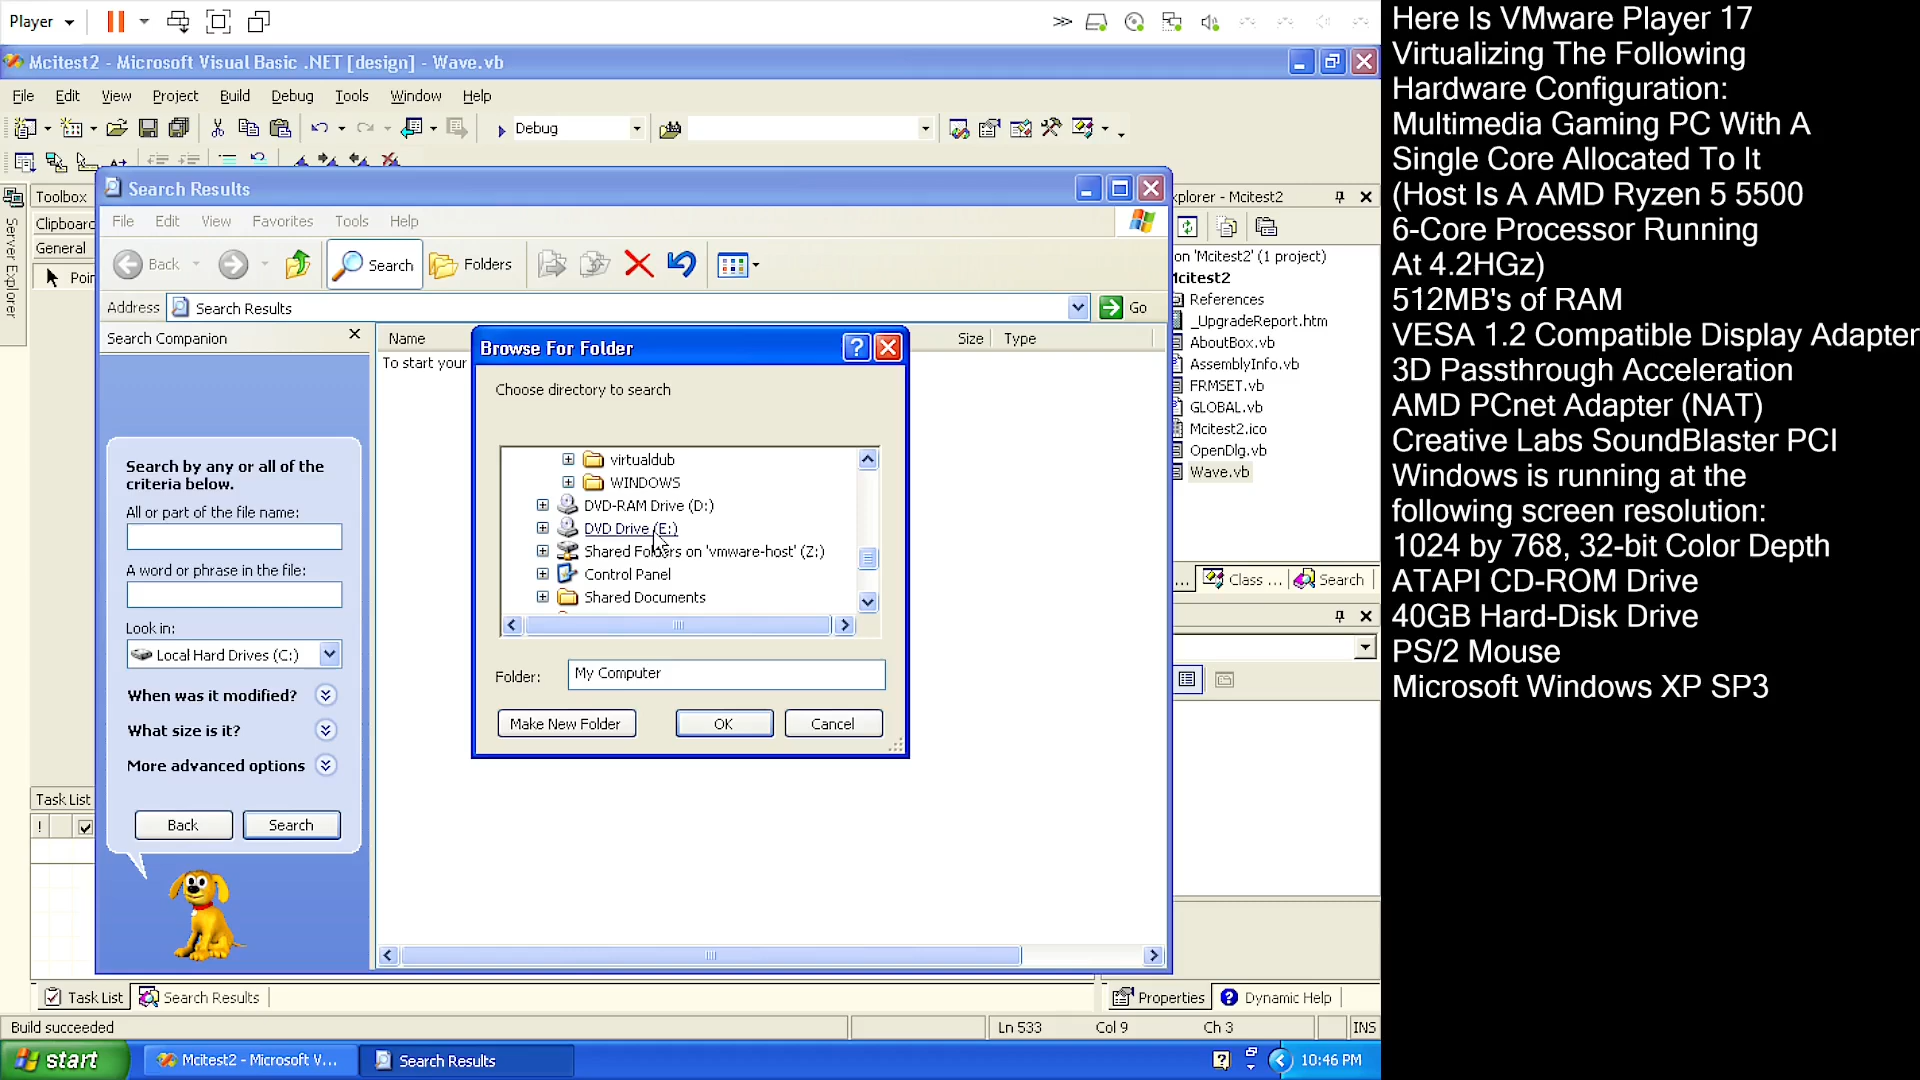 Player
Mcitest2 - Microsoft Visual Basic .NET [design] - Wave.vb
File Edit View Project Build Debug Tools Window Help
Debug
Toolbox
Clipboard
General
Server Explorer
Search Results
File Edit View Favorites Tools Help
Back Search Folders
Address Search Results Go
Search Companion
Search by any or all of the
criteria below.
All or part of the file name:
A word or phrase in the file:
Look in:
Local Hard Drives (C:)
When was it modified?
What size is it?
More advanced options
Back Search
Name Size Type
To start your
Browse For Folder
Choose directory to search
virtualdub
WINDOWS
DVD-RAM Drive (D:)
DVD Drive (E:)
Shared Folders on 'vmware-host' (Z:)
Control Panel
Shared Documents
Folder: My Computer
Make New Folder OK Cancel
xplorer - Mcitest2
on 'Mcitest2' (1 project)
Mcitest2
References
_UpgradeReport.htm
AboutBox.vb
AssemblyInfo.vb
FRMSET.vb
GLOBAL.vb
Mcitest2.ico
OpenDlg.vb
Wave.vb
... Class ... Search
Task List
!
Task List Search Results
Properties Dynamic Help
Build succeeded Ln 533 Col 9 Ch 3 INS
start Mcitest2 - Microsoft V... Search Results 10:46 PM
Here Is VMware Player 17
Virtualizing The Following
Hardware Configuration:
Multimedia Gaming PC With A
Single Core Allocated To It
(Host Is A AMD Ryzen 5 5500
6-Core Processor Running
At 4.2HGz)
512MB's of RAM
VESA 1.2 Compatible Display Adapter
3D Passthrough Acceleration
AMD PCnet Adapter (NAT)
Creative Labs SoundBlaster PCI
Windows is running at the
following screen resolution:
1024 by 768, 32-bit Color Depth
ATAPI CD-ROM Drive
40GB Hard-Disk Drive
PS/2 Mouse
Microsoft Windows XP SP3